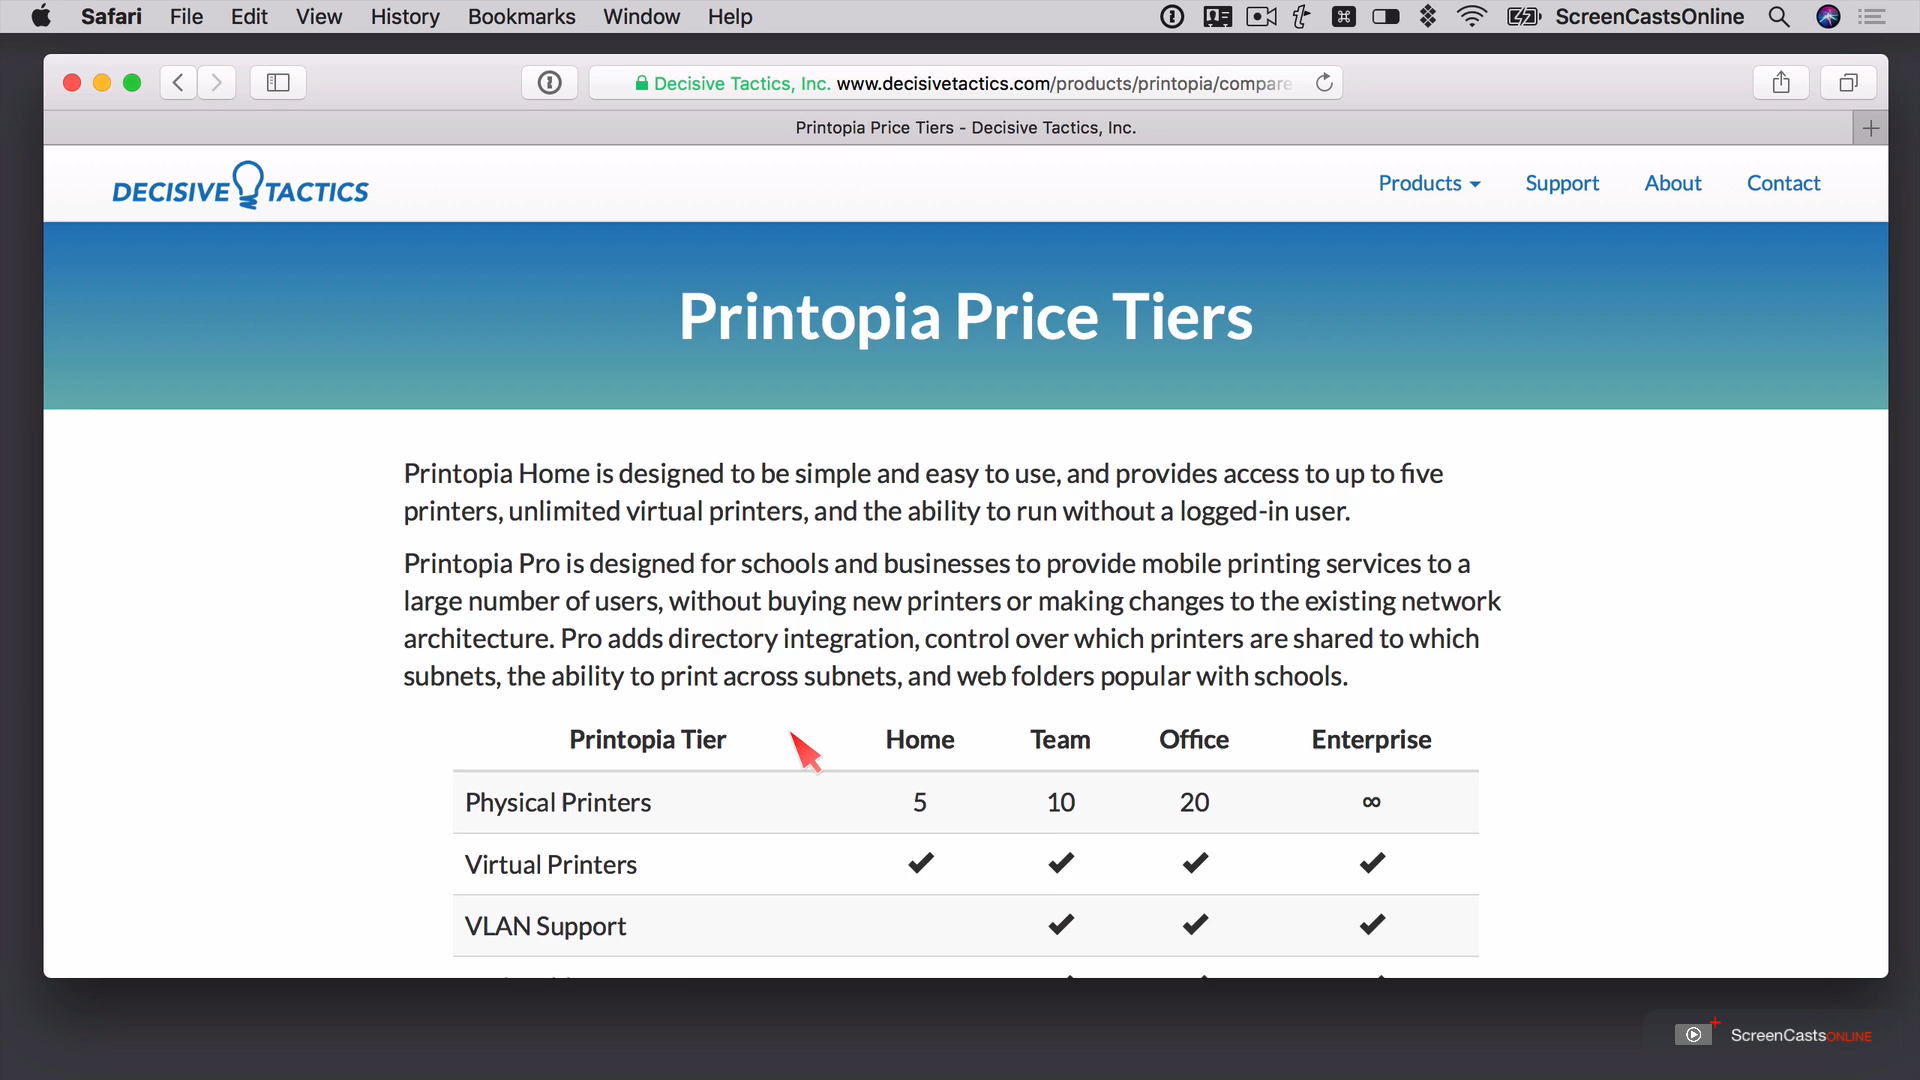 Safari File Edit View History Bookmarks Window Help ScreenCastsOnline
Decisive Tactics, Inc. www.decisivetactics.com/products/printopia/compare
Printopia Price Tiers - Decisive Tactics, Inc.
DECISIVE TACTICS
Products Support About Contact
Printopia Price Tiers
Printopia Home is designed to be simple and easy to use, and provides access to up to five
printers, unlimited virtual printers, and the ability to run without a logged-in user.
Printopia Pro is designed for schools and businesses to provide mobile printing services to a
large number of users, without buying new printers or making changes to the existing network
architecture. Pro adds directory integration, control over which printers are shared to which
subnets, the ability to print across subnets, and web folders popular with schools.
Printopia Tier Home Team Office Enterprise
Physical Printers 5 10 20 ∞
Virtual Printers ✔ ✔ ✔ ✔
VLAN Support ✔ ✔ ✔
ScreenCastsONLINE